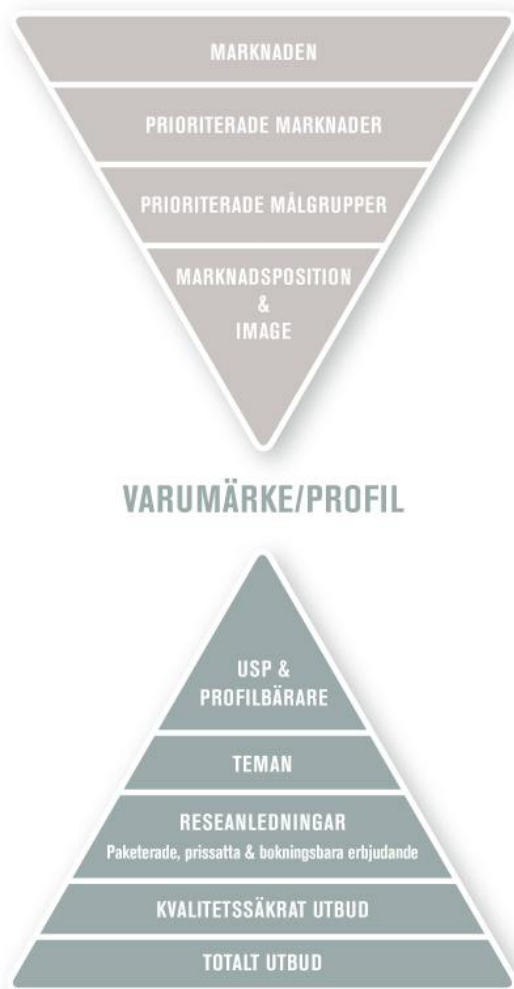 MARKNADEN
PRIORITERADE MARKNADER
PRIORITERADE MÅLGRUPPER
MARKNADSPOSITION
&
IMAGE
VARUMÄRKE/PROFIL
USP &
PROFILBÄRARE
TEMAN
RESEANLEDNINGAR
Paketerade, prissatta & bokningsbara erbjudande
KVALITETSSÄKRAT UTBUD
TOTALT UTBUD